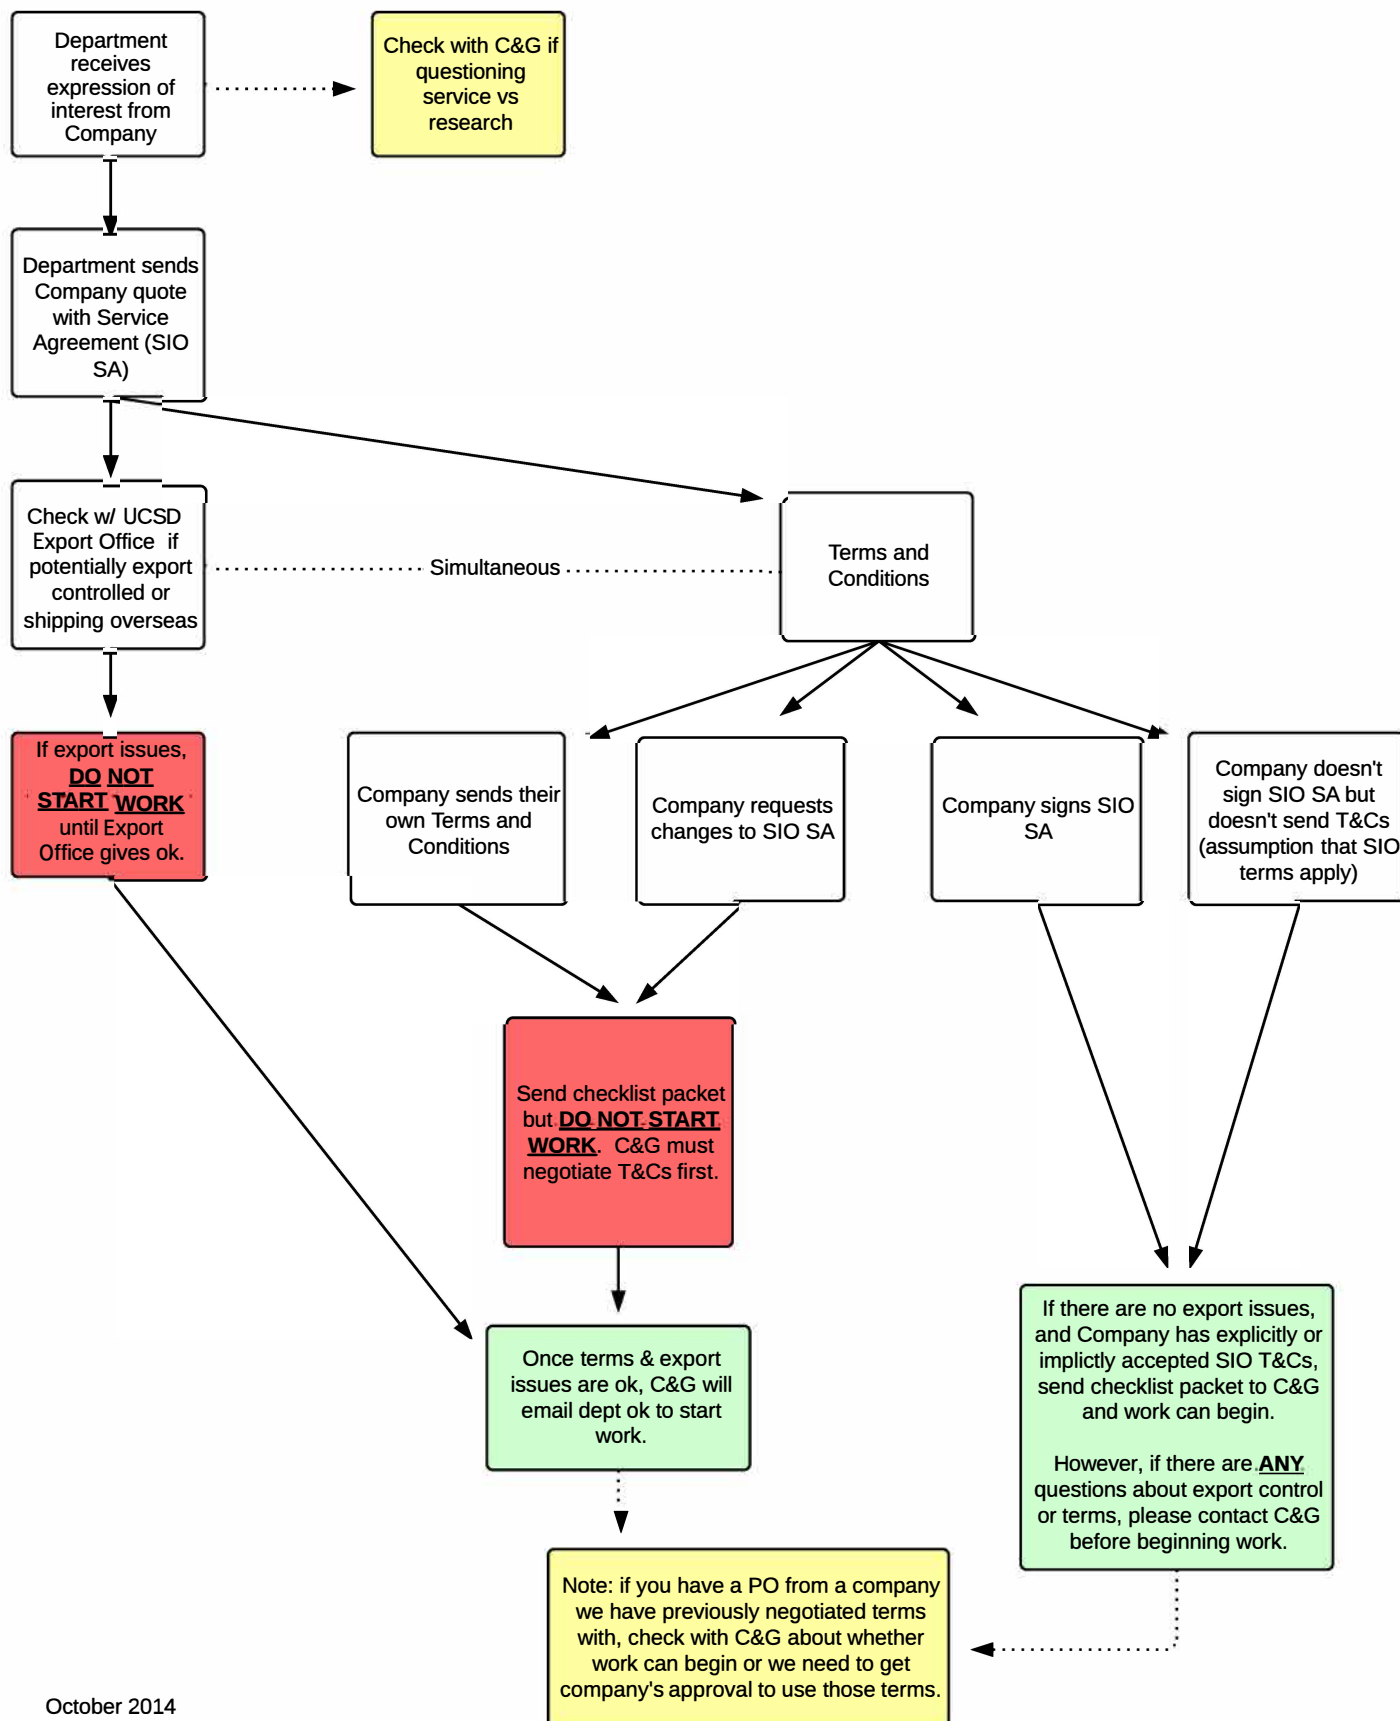 Department
receives
expression of
interest from
Company
Check with C&G if
questioning
service vs
research
Department sends
Company quote
with Service
Agreement (SIO
SA)
Check w/ UCSD
Export Office if
potentially export
controlled or
shipping overseas
Simultaneous
Terms and
Conditions
If export issues,
DO NOT
START WORK
until Export
Office gives ok.
Company sends their
own Terms and
Conditions
Company requests
changes to SIO SA
Company signs SIO
SA
Company doesn't
sign SIO SA but
doesn't send T&Cs
(assumption that SIO
terms apply)
Send checklist packet
but DO NOT START
WORK. C&G must
negotiate T&Cs first.
Once terms & export
issues are ok, C&G will
email dept ok to start
work.
If there are no export issues,
and Company has explicitly or
implicitly accepted SIO T&Cs,
send checklist packet to C&G
and work can begin.
However, if there are ANY
questions about export control
or terms, please contact C&G
before beginning work.
Note: if you have a PO from a company
we have previously negotiated terms
with, check with C&G about whether
work can begin or we need to get
company's approval to use those terms.
October 2014